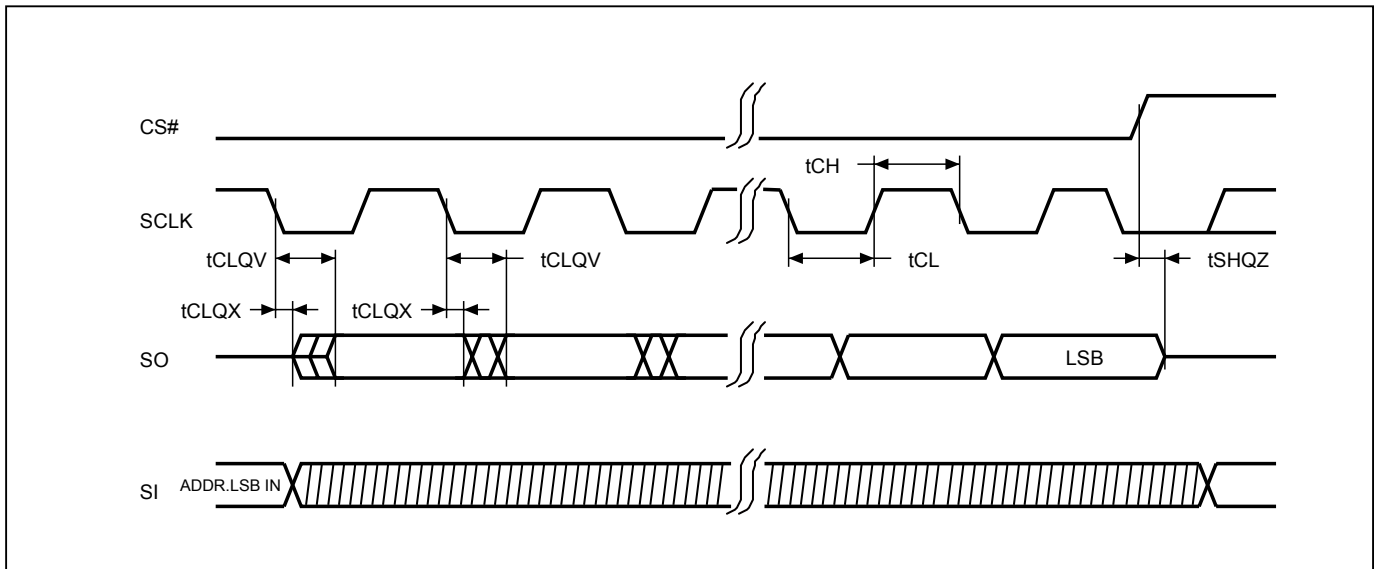 CS#
tCH
SCLK
tCLQV
tCLQV
tCL
tSHQZ
tCLQX
tCLQX
SO
LSB
SI
ADDR.LSB IN